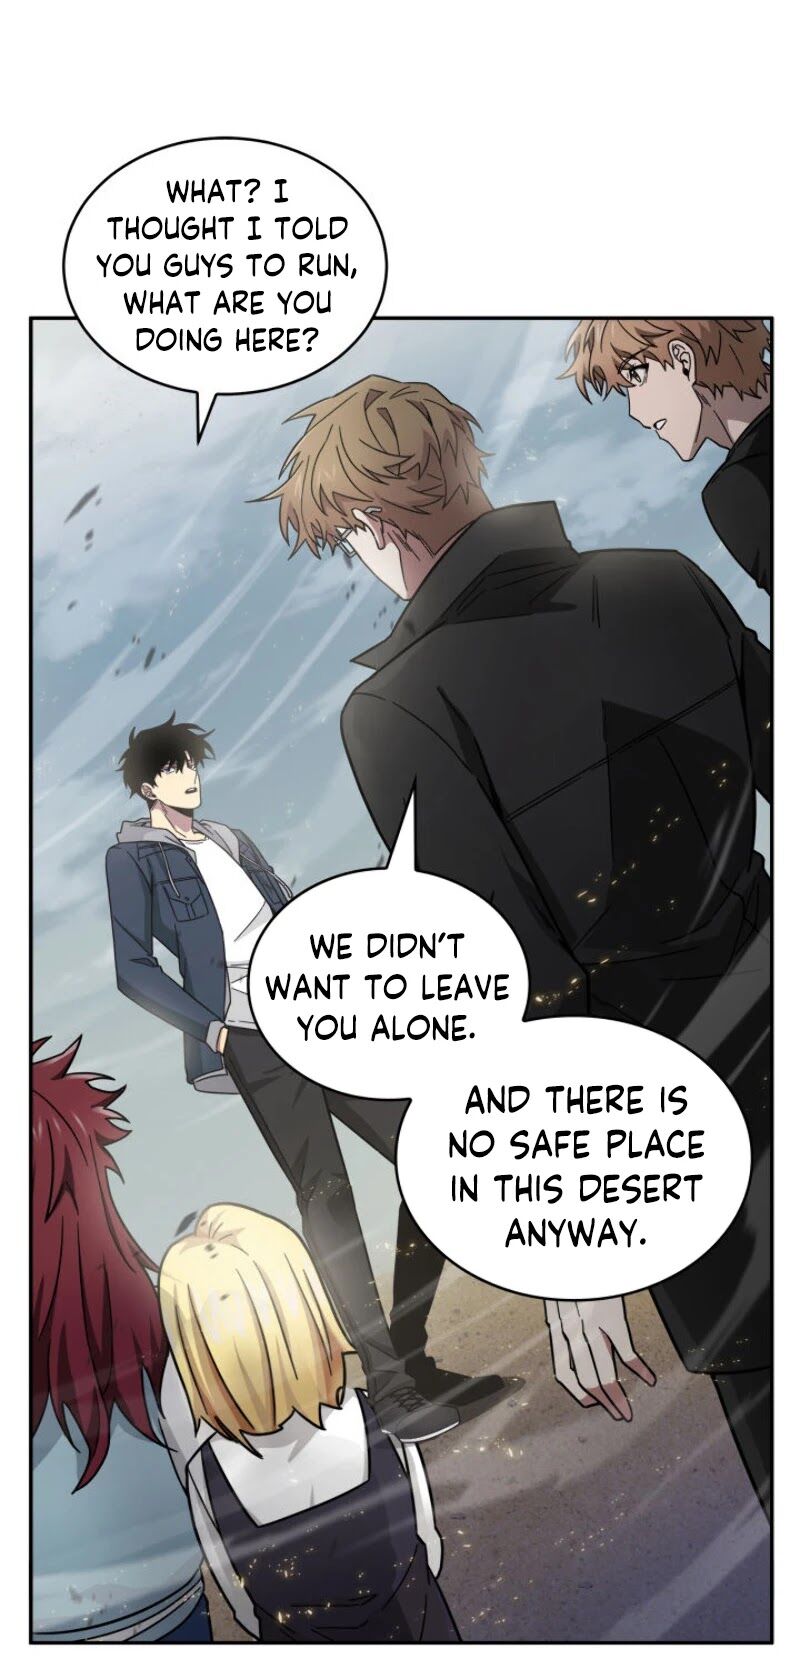 WHAT? I
THOUGHT I TOLD
YOU GUYS TO RUN,
WHAT ARE YOU
DOING HERE?
WE DIDN'T
WANT TO LEAVE
YOU ALONE.
AND THERE IS
NO SAFE PLACE
IN THIS DESERT
ANYWAY.